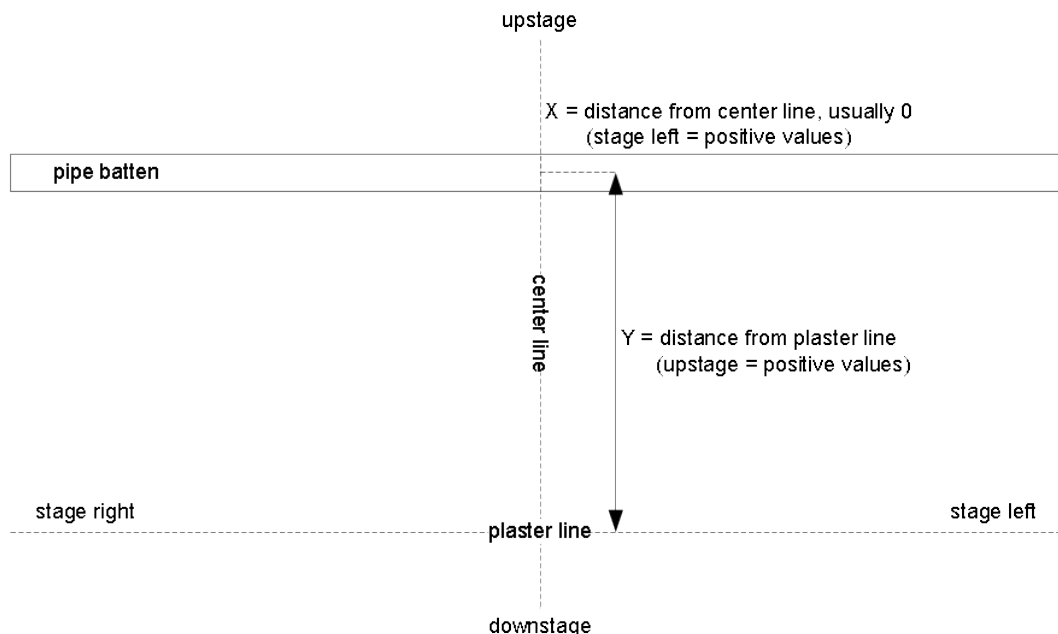 upstage
X = distance from center line, usually 0
(stage left = positive values)
pipe batten
center line
Y = distance from plaster line
(upstage = positive values)
stage right
plaster line
stage left
downstage